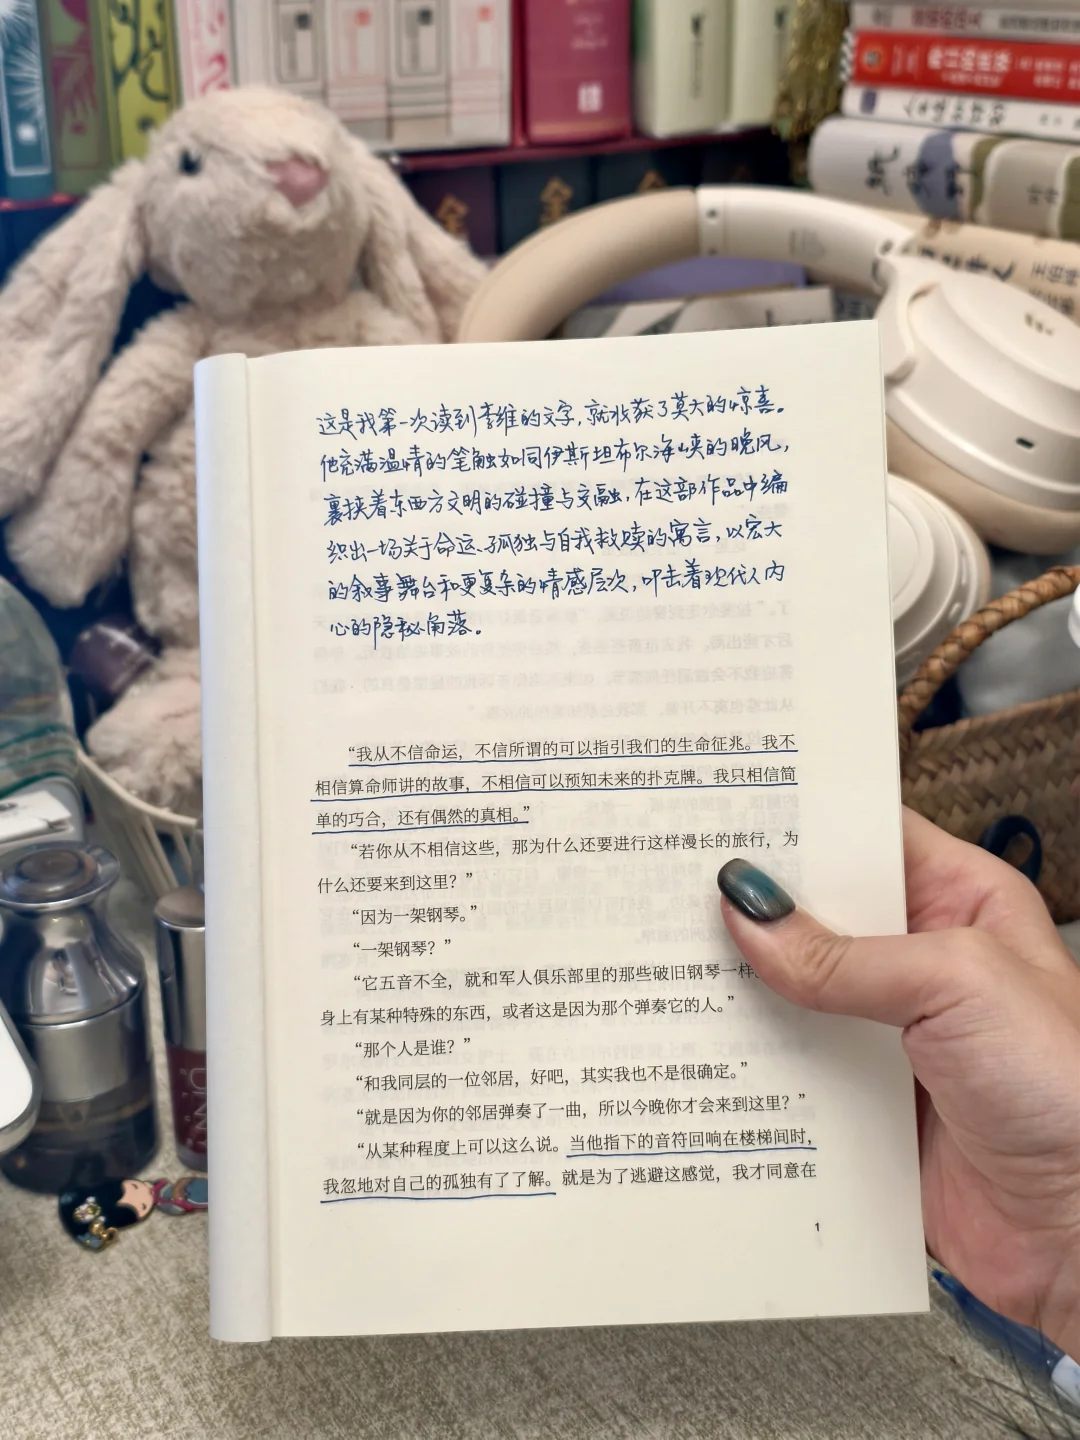 这是我第一次读到李维的文字，就收获了莫大的惊喜。
他充满温情的笔触如同伊斯坦布尔海峡的晚风，
裹挟着东西方文明的碰撞与交融，在这部作品中编
织出一场关于命运、孤独与自我救赎的寓言，以宏大
的叙事舞台和更复杂的情感层次，叩击着现代人内
心的隐秘角落。
“我从不信命运，不信所谓的可以指引我们的生命征兆。我不
相信算命师讲的故事，不相信可以预知未来的扑克牌。我只相信简
单的巧合，还有偶然的真相。”
“若你从不相信这些，那为什么还要进行这样漫长的旅行，为
什么还要来到这里？”
“因为一架钢琴。”
“一架钢琴？”
“它五音不全，就和军人俱乐部里的那些破旧钢琴一样
身上有某种特殊的东西，或者这是因为那个弹奏它的人。”
“那个人是谁？”
“和我同层的一位邻居，好吧，其实我也不是很确定。”
“就是因为你的邻居弹奏了一曲，所以今晚你才会来到这里？”
“从某种程度上可以这么说。当他指下的音符回响在楼梯间时，
我忽地对自己的孤独有了了解。就是为了逃避这感觉，我才同意在
1